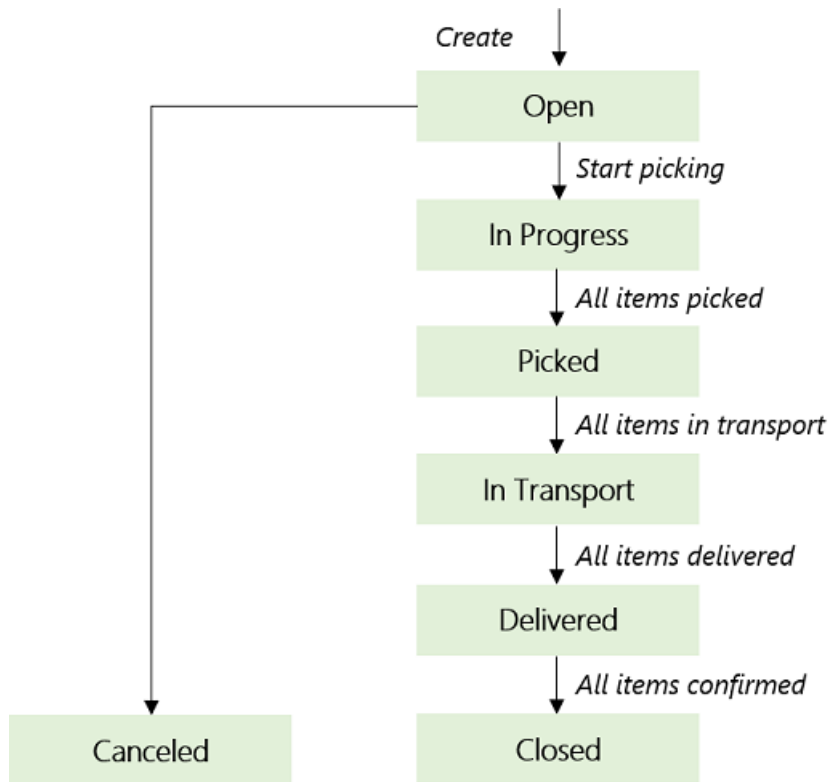 Create
Open
Start picking
In Progress
All items picked
Picked
All items in transport
In Transport
All items delivered
Delivered
All items confirmed
Canceled
Closed